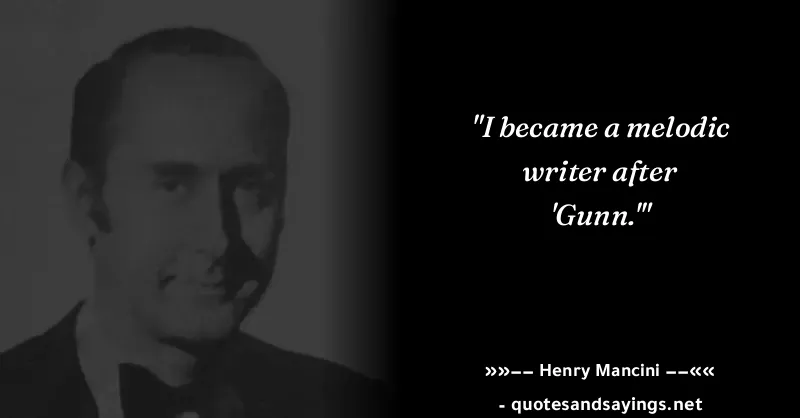 "I became a melodic
writer after
'Gunn.'"
»»−− Henry Mancini −−««
- quotesandsayings.net